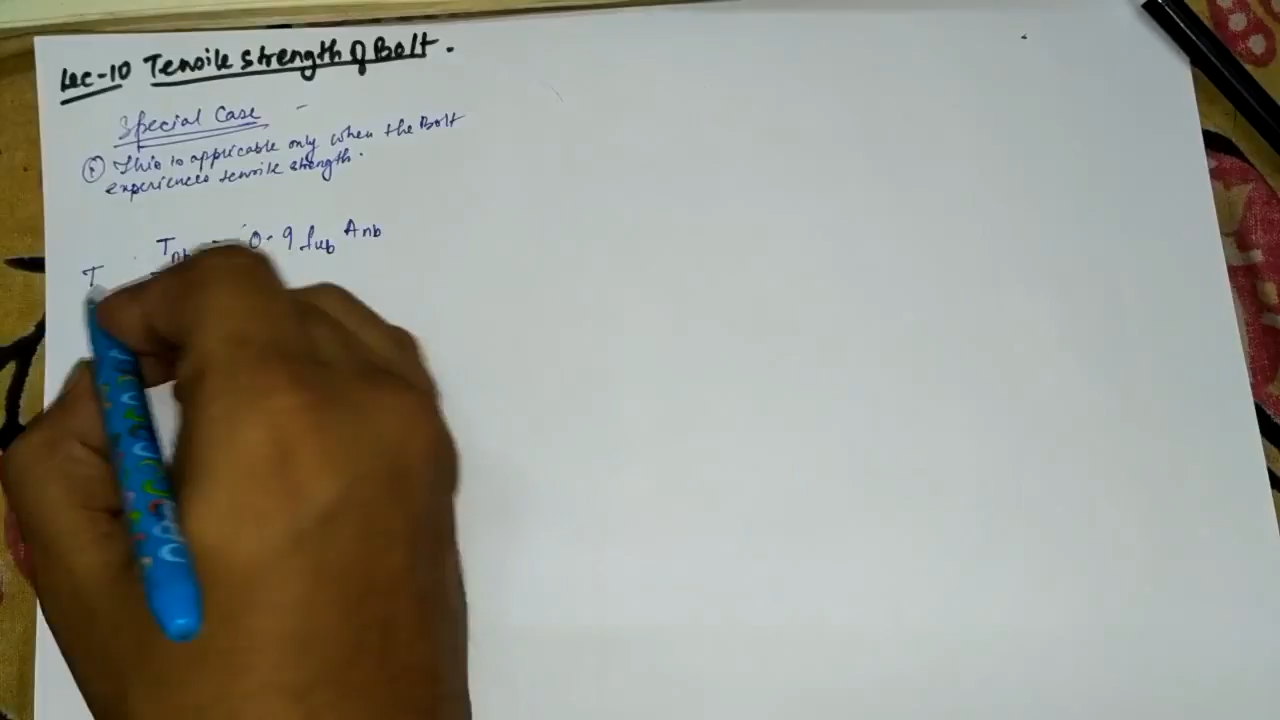 Lec-10 Tensile strength of Bolt.
Special Case -
This is applicable only when the Bolt
experiences tensile strength.
Tnb = 0.9 fub Anb
T